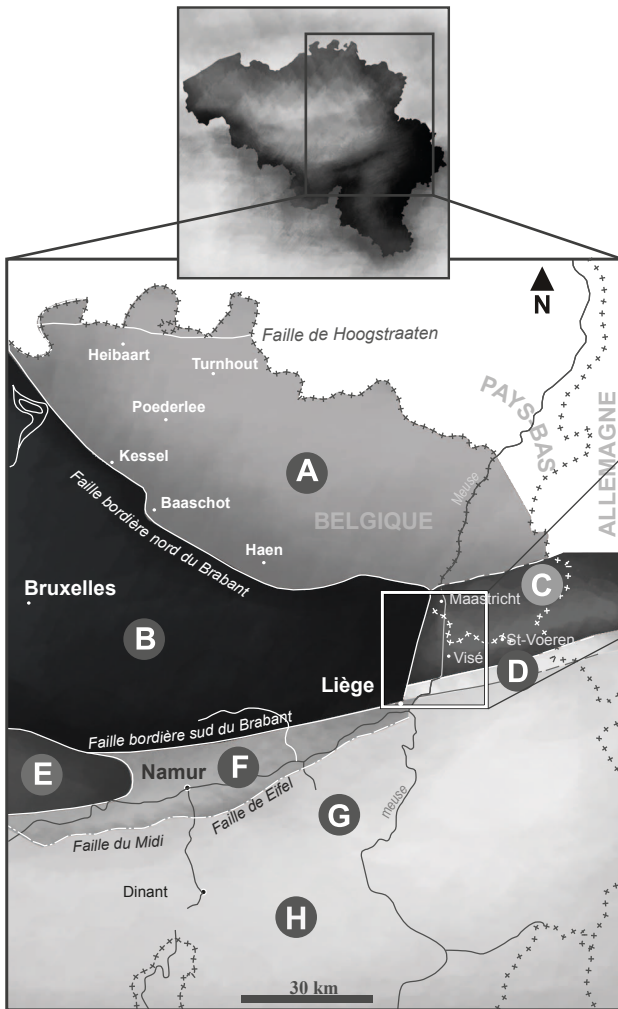 N
Faille de Hoogstraaten
Heibaart
Turnhout
PAYS BAS
ALLEMAGNE
Poederlee
Kessel
A
Meuse
Faille bordière nord du Brabant
Baaschot
BELGIQUE
Haen
Bruxelles
C
Maastricht
B
St-Voeren
Visé
D
Liège
Faille bordière sud du Brabant
E
Namur
F
Faille de Eifel
G
meuse
Faille du Midi
Dinant
H
30 km